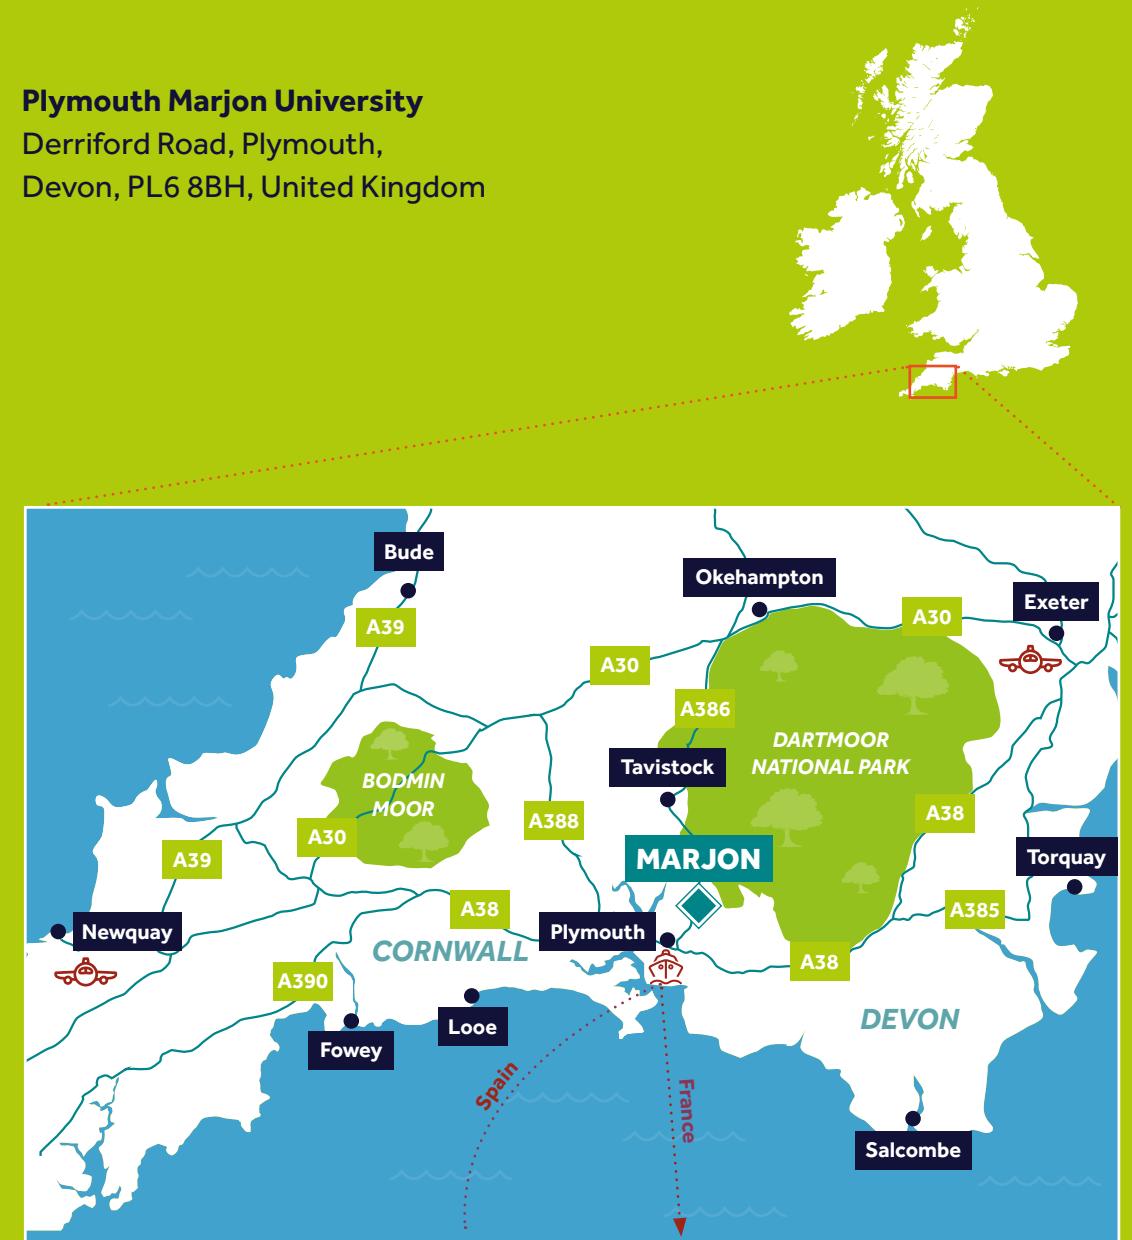 Plymouth Marjon University
Derriford Road, Plymouth,
Devon, PL6 8BH, United Kingdom
Bude
Okehampton
Exeter
A39
A30
A30
A386
DARTMOOR
NATIONAL PARK
Tavistock
BODMIN
MOOR
A30
A388
A38
MARJON
Torquay
A39
A38
A385
Newquay
Plymouth
CORNWALL
A38
A390
DEVON
Looe
Fowey
Spain
France
Salcombe